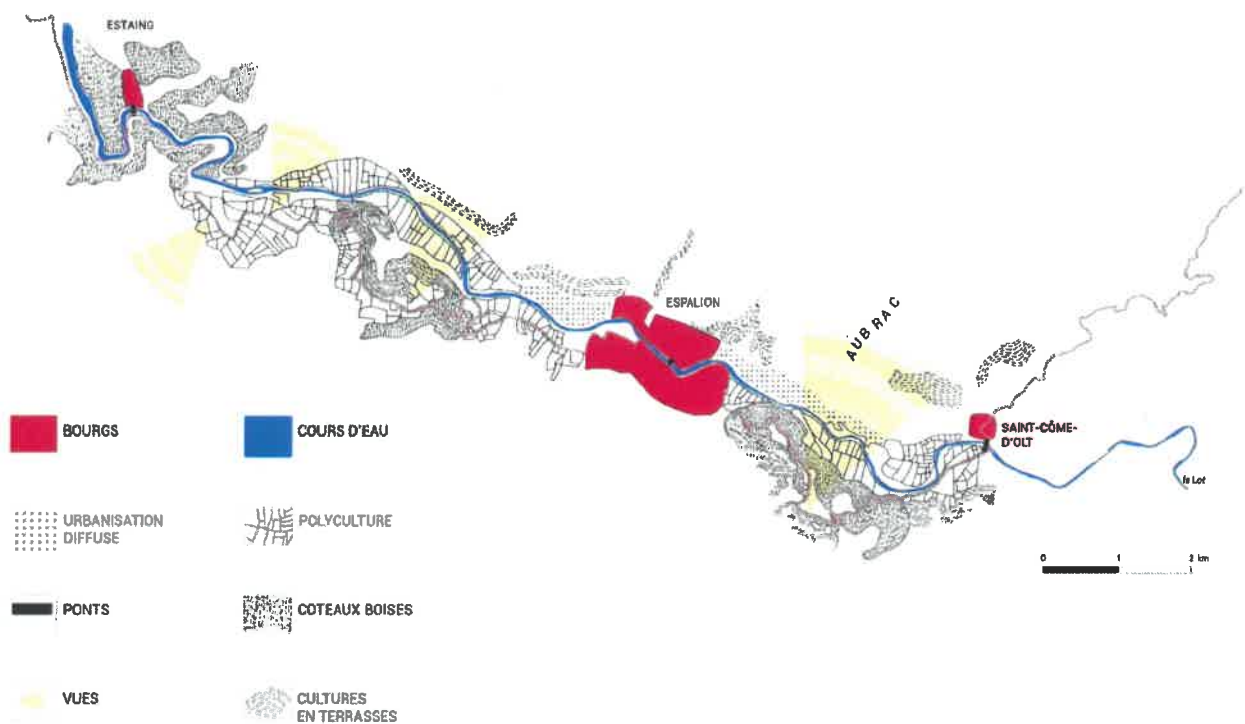 ESTAING
ESPALION
AUBRAC
SAINT-CÔME-
D'OLT
le Lot
0 1 2 km
BOURGS
COURS D'EAU
URBANISATION
DIFFUSE
POLYCULTURE
PONTS
COTEAUX BOISES
VUES
CULTURES
EN TERRASSES